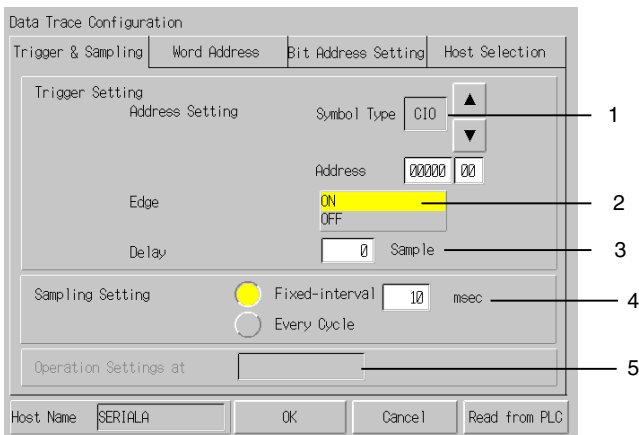 Data Trace Configuration
Trigger & Sampling Word Address Bit Address Setting Host Selection
Trigger Setting
Address Setting Symbol Type CIO ▲ 1
▼
Address 00000 00
Edge ON 2
OFF
Delay 0 Sample 3
Sampling Setting Fixed-interval 10 msec 4
Every Cycle
Operation Settings at 5
Host Name SERIALA OK Cancel Read from PLC